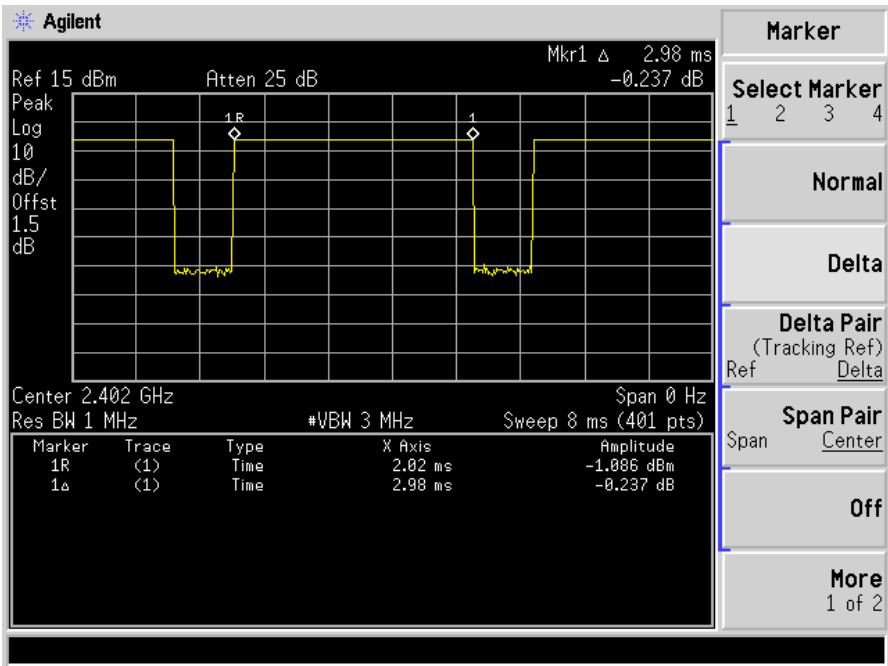 Agilent
Mkr1 Δ 2.98 ms
Ref 15 dBm Atten 25 dB -0.237 dB
Peak
Log
10
dB/
Offst
1.5
dB
1R 1
Center 2.402 GHz Span 0 Hz
Res BW 1 MHz #VBW 3 MHz Sweep 8 ms (401 pts)
Marker Trace Type X Axis Amplitude
1R (1) Time 2.02 ms -1.086 dBm
1Δ (1) Time 2.98 ms -0.237 dB
Marker
Select Marker
1 2 3 4
Normal
Delta
Delta Pair
(Tracking Ref)
Ref Delta
Span Pair
Span Center
Off
More
1 of 2